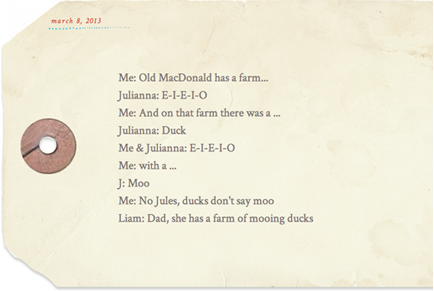 march 8, 2013
Me: Old MacDonald has a farm...
Julianna: E-I-E-I-O
Me: And on that farm there was a ...
Julianna: Duck
Me & Julianna: E-I-E-I-O
Me: with a ...
J: Moo
Me: No Jules, ducks don't say moo
Liam: Dad, she has a farm of mooing ducks